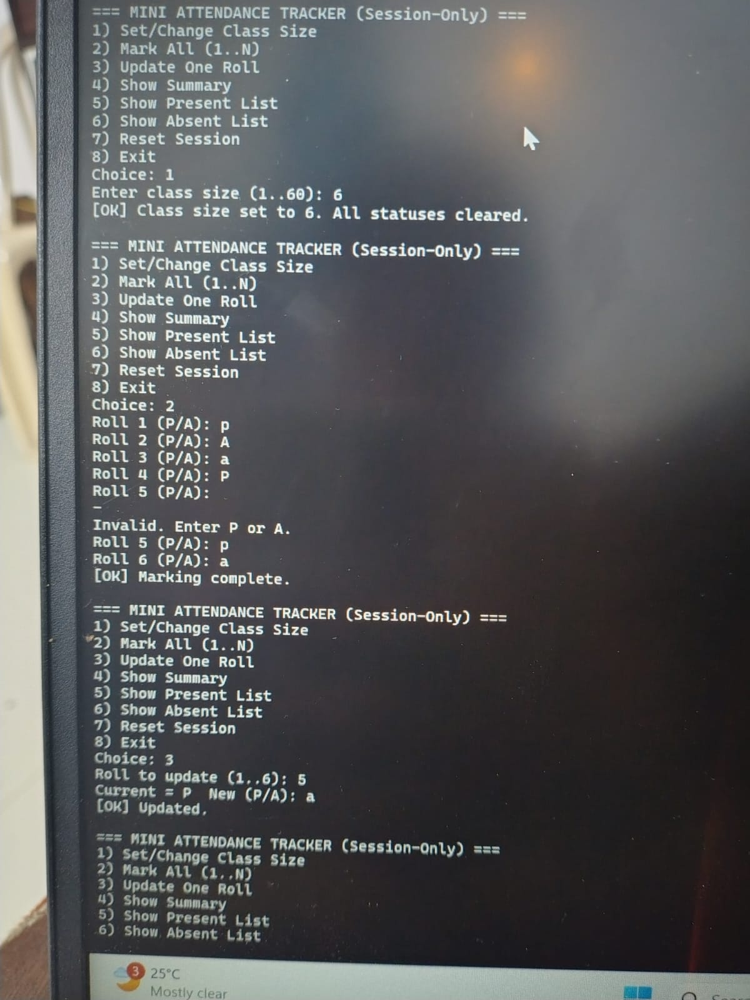 === MINI ATTENDANCE TRACKER (Session-Only) ===
1) Set/Change Class Size
2) Mark All (1..N)
3) Update One Roll
4) Show Summary
5) Show Present List
6) Show Absent List
7) Reset Session
8) Exit
Choice: 1
Enter class size (1..60): 6
[OK] Class size set to 6. All statuses cleared.
=== MINI ATTENDANCE TRACKER (Session-Only) ===
1) Set/Change Class Size
2) Mark All (1..N)
3) Update One Roll
4) Show Summary
5) Show Present List
6) Show Absent List
7) Reset Session
8) Exit
Choice: 2
Roll 1 (P/A): p
Roll 2 (P/A): A
Roll 3 (P/A): a
Roll 4 (P/A): P
Roll 5 (P/A):
-
Invalid. Enter P or A.
Roll 5 (P/A): p
Roll 6 (P/A): a
[OK] Marking complete.
=== MINI ATTENDANCE TRACKER (Session-Only) ===
1) Set/Change Class Size
2) Mark All (1..N)
3) Update One Roll
4) Show Summary
5) Show Present List
6) Show Absent List
7) Reset Session
8) Exit
Choice: 3
Roll to update (1..6): 5
Current = P  New (P/A): a
[OK] Updated.
=== MINI ATTENDANCE TRACKER (Session-Only) ===
1) Set/Change Class Size
2) Mark All (1..N)
3) Update One Roll
4) Show Summary
5) Show Present List
6) Show Absent List
3
25°C
Mostly clear